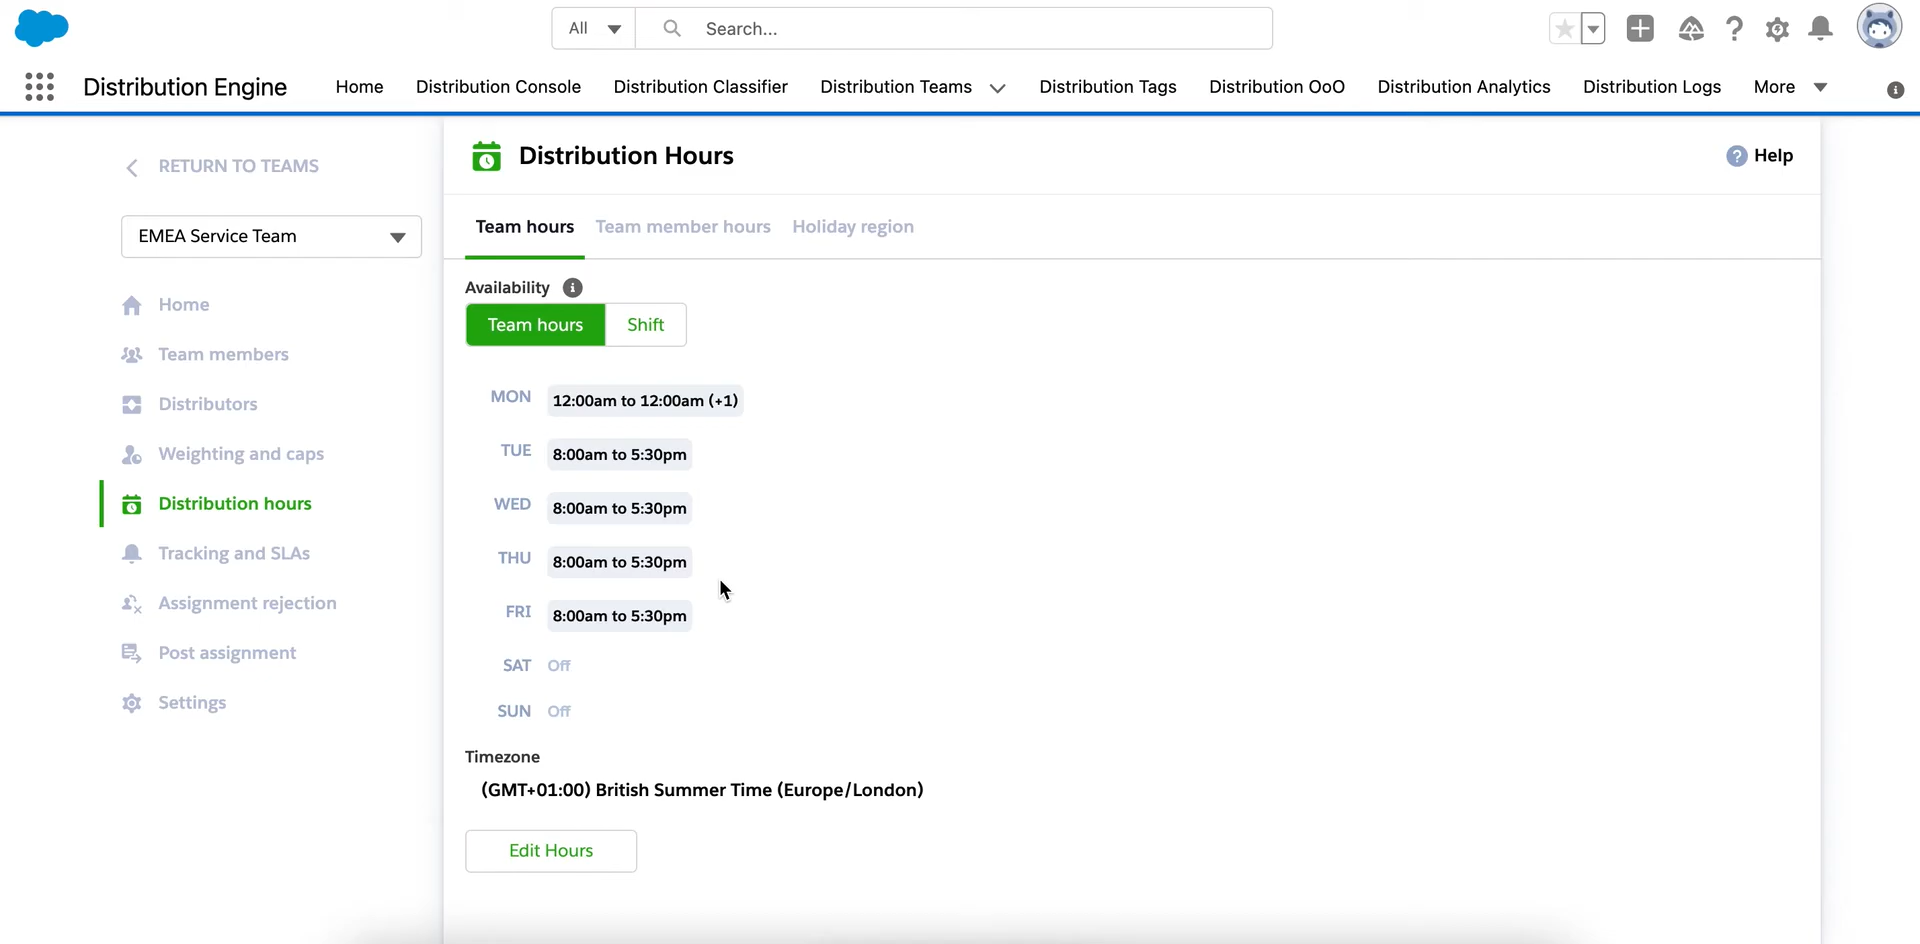 All
Search...
Distribution Engine
Home
Distribution Console
Distribution Classifier
Distribution Teams
Distribution Tags
Distribution OoO
Distribution Analytics
Distribution Logs
More
RETURN TO TEAMS
EMEA Service Team
Home
Team members
Distributors
Weighting and caps
Distribution hours
Tracking and SLAs
Assignment rejection
Post assignment
Settings
Distribution Hours
Help
Team hours
Team member hours
Holiday region
Availability
Team hours
Shift
MON 12:00am to 12:00am (+1)
TUE 8:00am to 5:30pm
WED 8:00am to 5:30pm
THU 8:00am to 5:30pm
FRI 8:00am to 5:30pm
SAT Off
SUN Off
Timezone
(GMT+01:00) British Summer Time (Europe/London)
Edit Hours